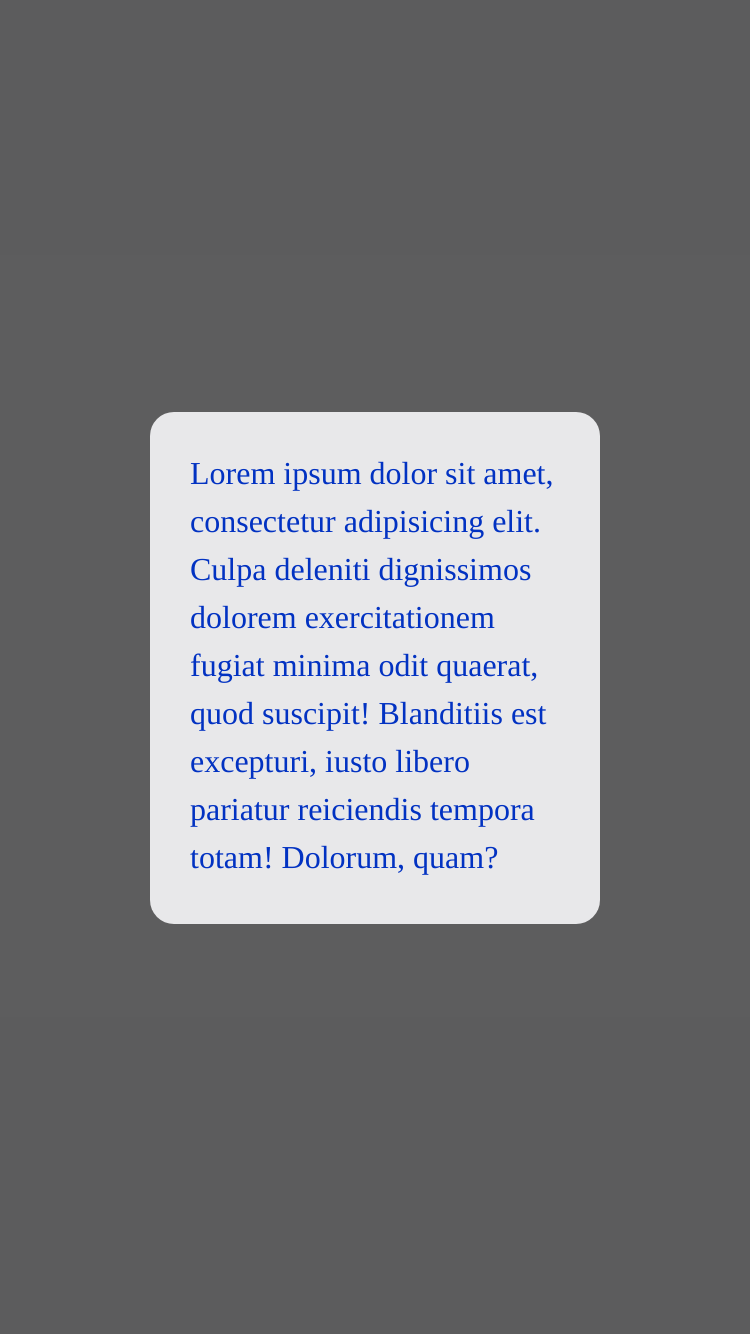 Lorem ipsum dolor sit amet,
consectetur adipisicing elit.
Culpa deleniti dignissimos
dolorem exercitationem
fugiat minima odit quaerat,
quod suscipit! Blanditiis est
excepturi, iusto libero
pariatur reiciendis tempora
totam! Dolorum, quam?